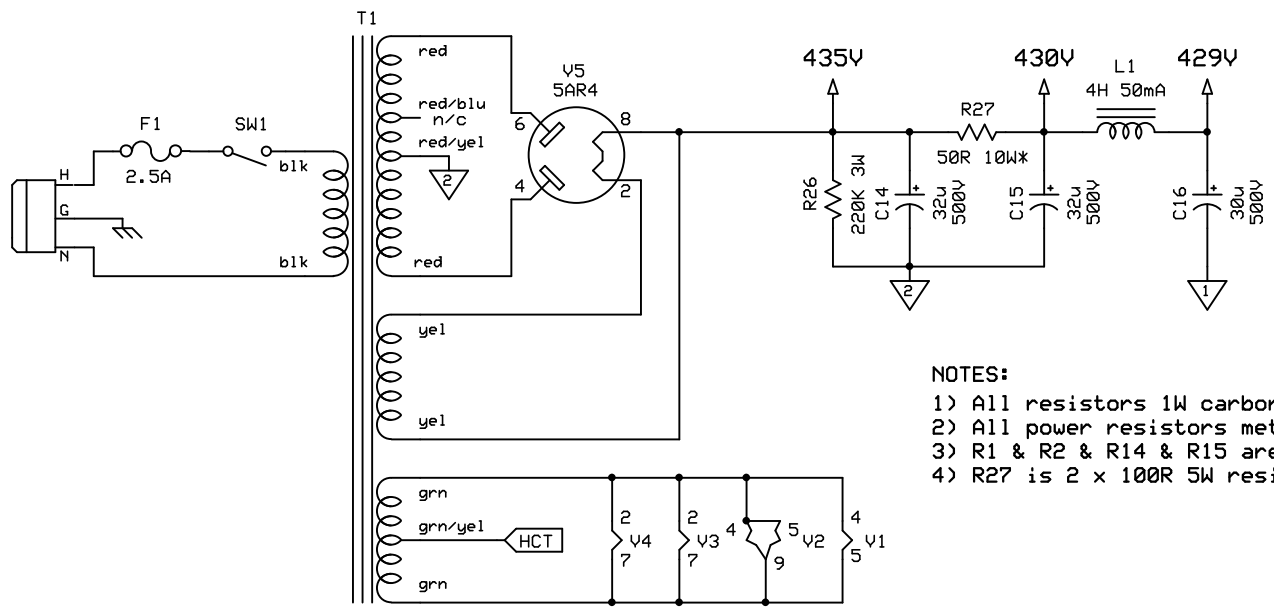 T1
red
red/blu
n/c
red/yel
2
red
V5
5AR4
6
8
4
2
F1
2.5A
SW1
blk
blk
H
G
N
435V
430V
429V
L1
4H 50mA
R27
50R 10W*
R26
220K 3W
C14
32u
500V
C15
32u
500V
C16
30u
500V
2
1
yel
yel
NOTES:
1) All resistors 1W
2) All power resistors
3) R1 & R2 & R14 & R15 are
4) R27 is 2 x 100R 5W
grn
grn/yel
HCT
grn
2
V4
7
2
V3
7
4
5
V2
9
4
V1
5